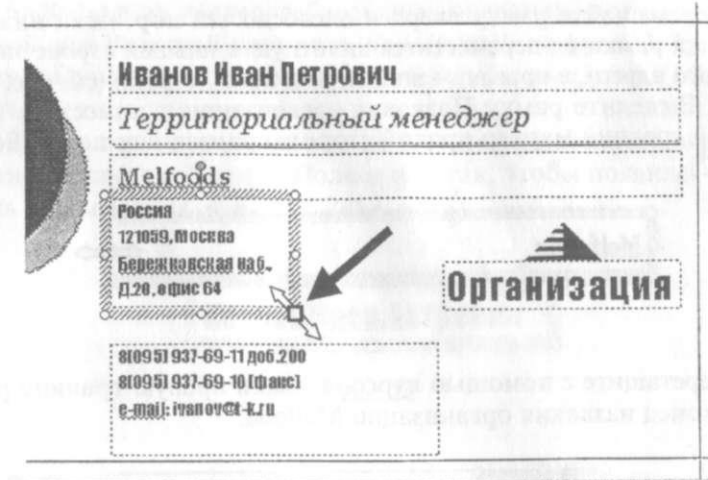 Иванов Иван Петрович
Территориальный менеджер
Melfoods
Россия
121059, Москва
Бережковская наб.,
Д.20, офис 64
Организация
8(095) 937-69-11 доб.200
8(095) 937-69-10 (факс)
e-mail: ivanov@t-k.ru